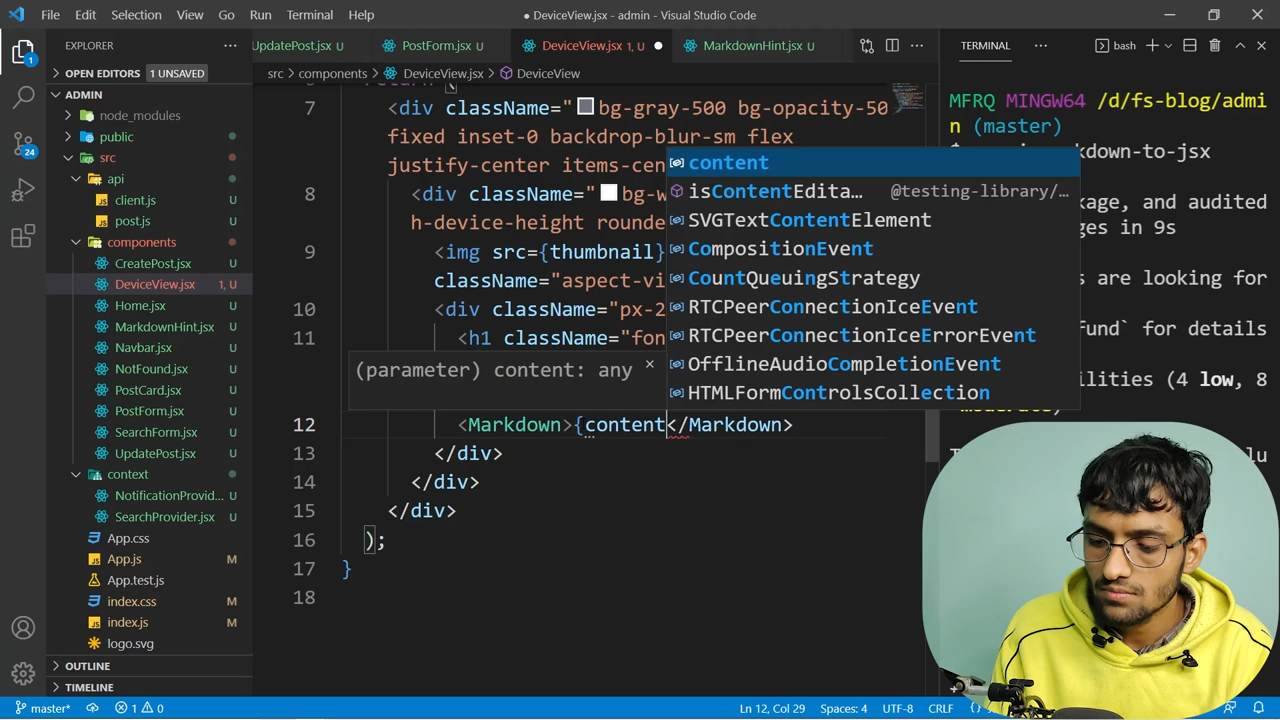 File Edit Selection View Go Run Terminal Help
● DeviceView.jsx - admin - Visual Studio Code
EXPLORER
UpdatePost.jsx U
PostForm.jsx U
DeviceView.jsx 1, U
MarkdownHint.jsx U
TERMINAL
bash
OPEN EDITORS 1 UNSAVED
src > components > DeviceView.jsx > DeviceView
ADMIN
node_modules
public
src
api
client.js U
post.js U
components
CreatePost.jsx U
DeviceView.jsx 1, U
Home.jsx U
MarkdownHint.jsx U
Navbar.jsx U
NotFound.jsx U
PostCard.jsx U
PostForm.jsx U
SearchForm.jsx U
UpdatePost.jsx U
context
NotificationProvid... U
SearchProvider.jsx U
App.css
App.js M
App.test.js
index.css M
index.js M
logo.svg
OUTLINE
TIMELINE
7 <div className="bg-gray-500 bg-opacity-50
fixed inset-0 backdrop-blur-sm flex
justify-center items-cen
8 <div className="bg-w
h-device-height rounde
9 <img src={thumbnail}
className="aspect-vi
10 <div className="px-2
11 <h1 className="fon
12 <Markdown>{content</Markdown>
13 </div>
14 </div>
15 </div>
16 );
17 }
18
content
isContentEdita... @testing-library/...
SVGTextContentElement
CompositionEvent
CountQueuingStrategy
RTCPeerConnectionIceEvent
RTCPeerConnectionIceErrorEvent
OfflineAudioCompletionEvent
HTMLFormControlsCollection
(parameter) content: any ×
MFRQ MINGW64 /d/fs-blog/admi
n (master)
kdown-to-jsx
kage, and audited
ges in 9s
s are looking for
fund` for details
ilities (4 low, 8
1
24
master*
1 0
Ln 12, Col 29
Spaces: 4
UTF-8
CRLF